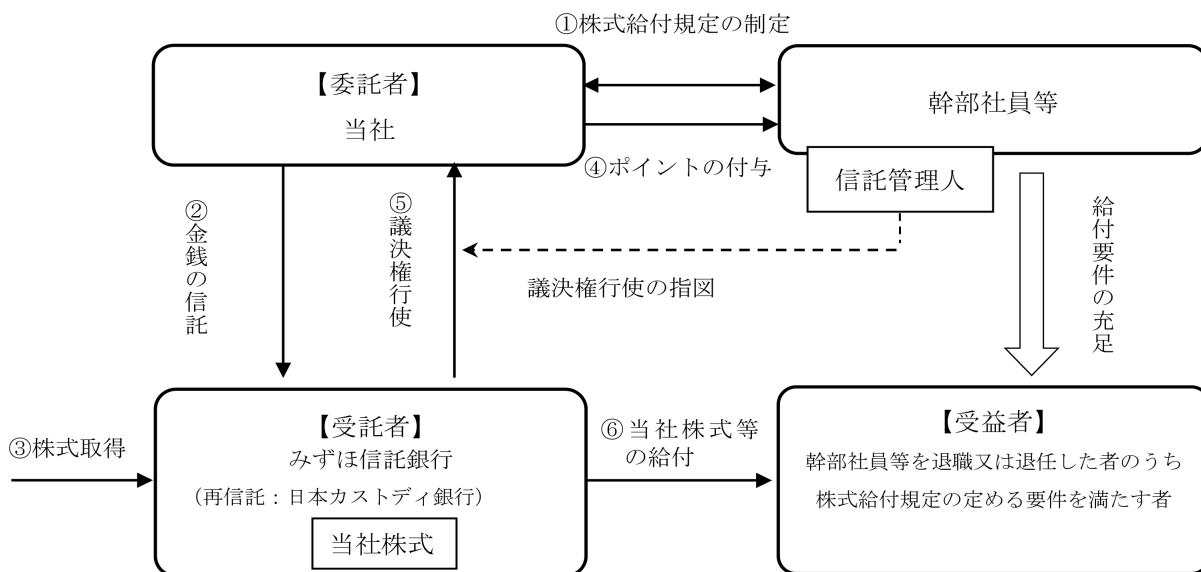 ①株式給付規定の制定
【委託者】
当社
幹部社員等
④ポイントの付与
信託管理人
②金銭の信託
⑤議決権行使
議決権行使の指図
給付要件の充足
③株式取得
【受託者】
みずほ信託銀行
（再信託：日本カストディ銀行）
当社株式
⑥当社株式等
の給付
【受益者】
幹部社員等を退職又は退任した者のうち
株式給付規定の定める要件を満たす者